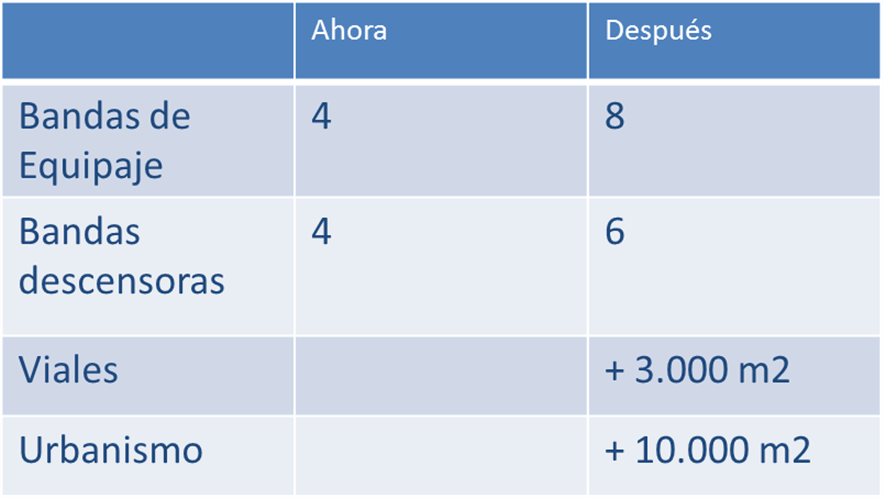 Ahora Después
Bandas de
Equipaje 4 8
Bandas
descensoras 4 6
Viales + 3.000 m2
Urbanismo + 10.000 m2